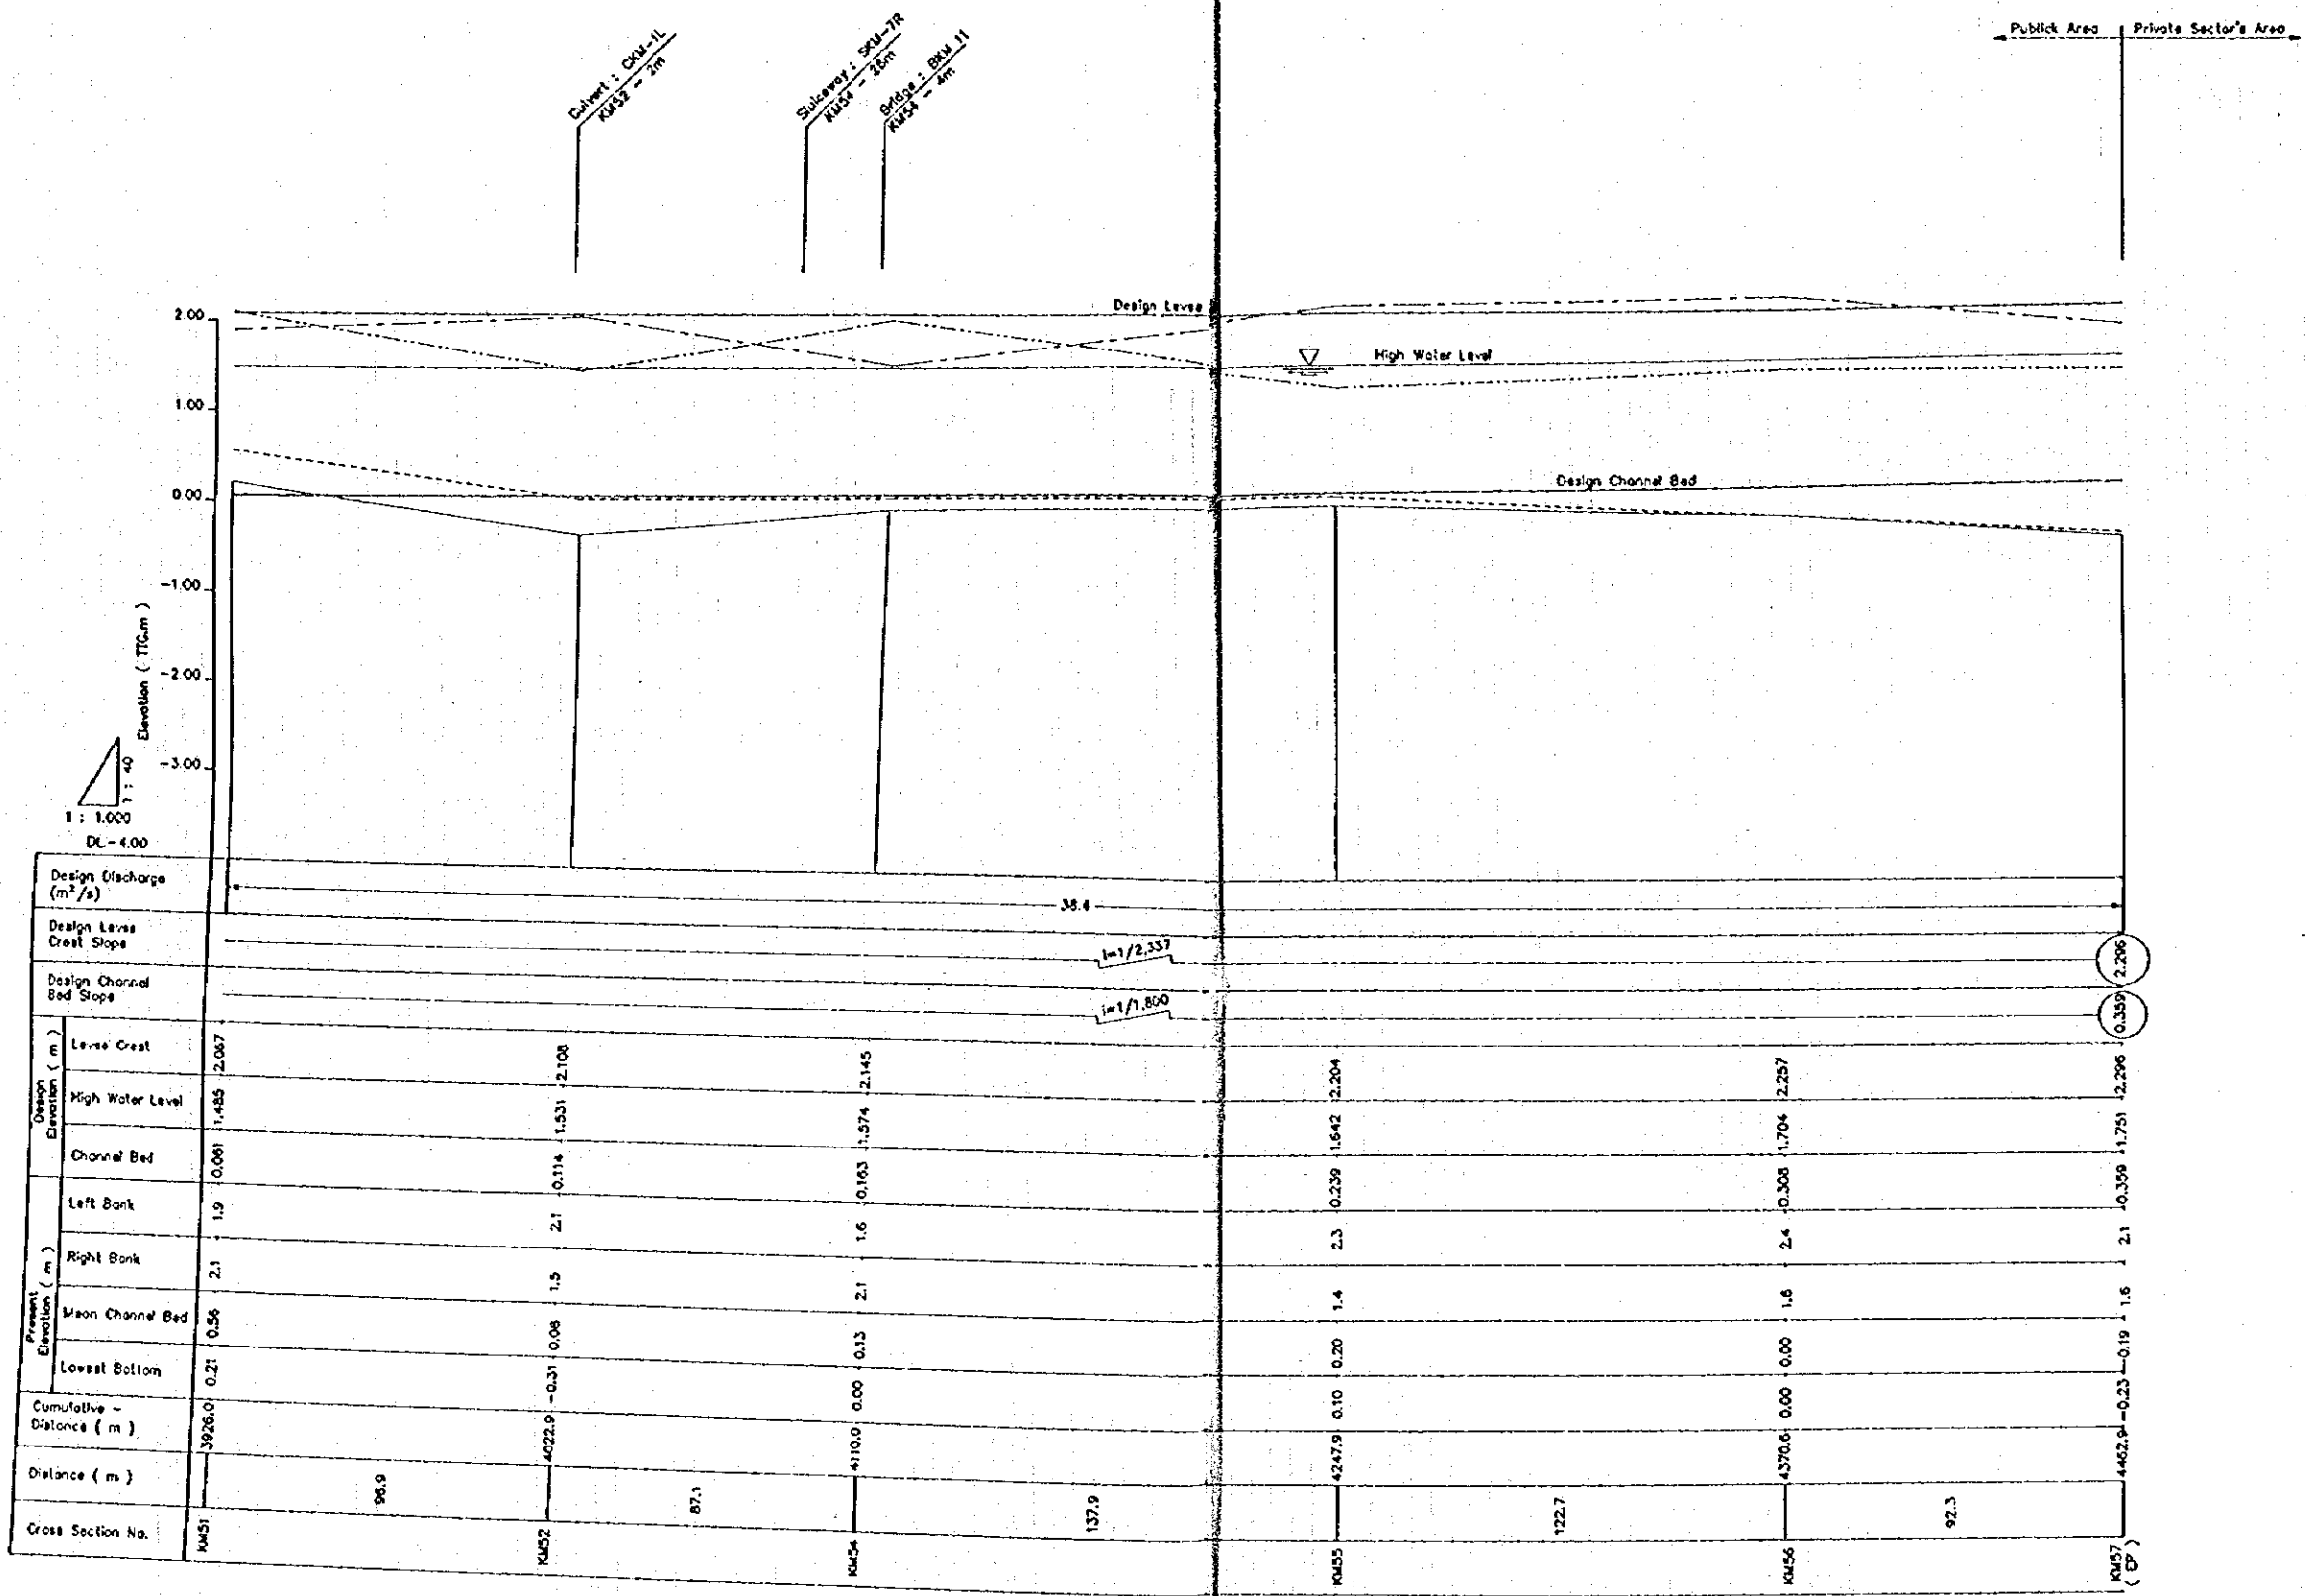 Culvert : CKM-1L
KM52 - 2m
Sluiceway : SKM-7R
KM54 - 26m
Bridge : BKM 11
KM54 - 4m
Publick Area
Private Sector's Area
Design Levee
High Water Level
Design Channel Bed
2.00
1.00
0.00
-1.00
-2.00
-3.00
Elevation ( TTG.m )
1 : 40
1 : 1.000
DL -4.00
Design Discharge
(m²/s)
38.4
Design Levee
Crest Slope
i=1/2,337
2.296
Design Channel
Bed Slope
i=1/1,800
0.359
Design
Elevation ( m )
Levee Crest
2.067 2.108 2.145 2.204 2.257 2.296
High Water Level
1.485 1.531 1.574 1.642 1.704 1.751
Channel Bed
0.061 0.114 0.163 0.239 0.308 0.359
Present
Elevation ( m )
Left Bank
1.9 2.1 1.6 2.3 2.4 2.1
Right Bank
2.1 1.5 2.1 1.4 1.6 1.6
Mean Channel Bed
0.56 0.08 0.13 0.20 0.00 -0.19
Lowest Bottom
0.21 -0.31 0.00 0.10 0.00 -0.23
Cumulative -
Distance ( m )
3926.0 4022.9 4110.0 4247.9 4370.6 4462.9
Distance ( m )
96.9 87.1 137.9 122.7 92.3
Cross Section No.
KM51 KM52 KM54 KM55 KM56 KM57
( EP )